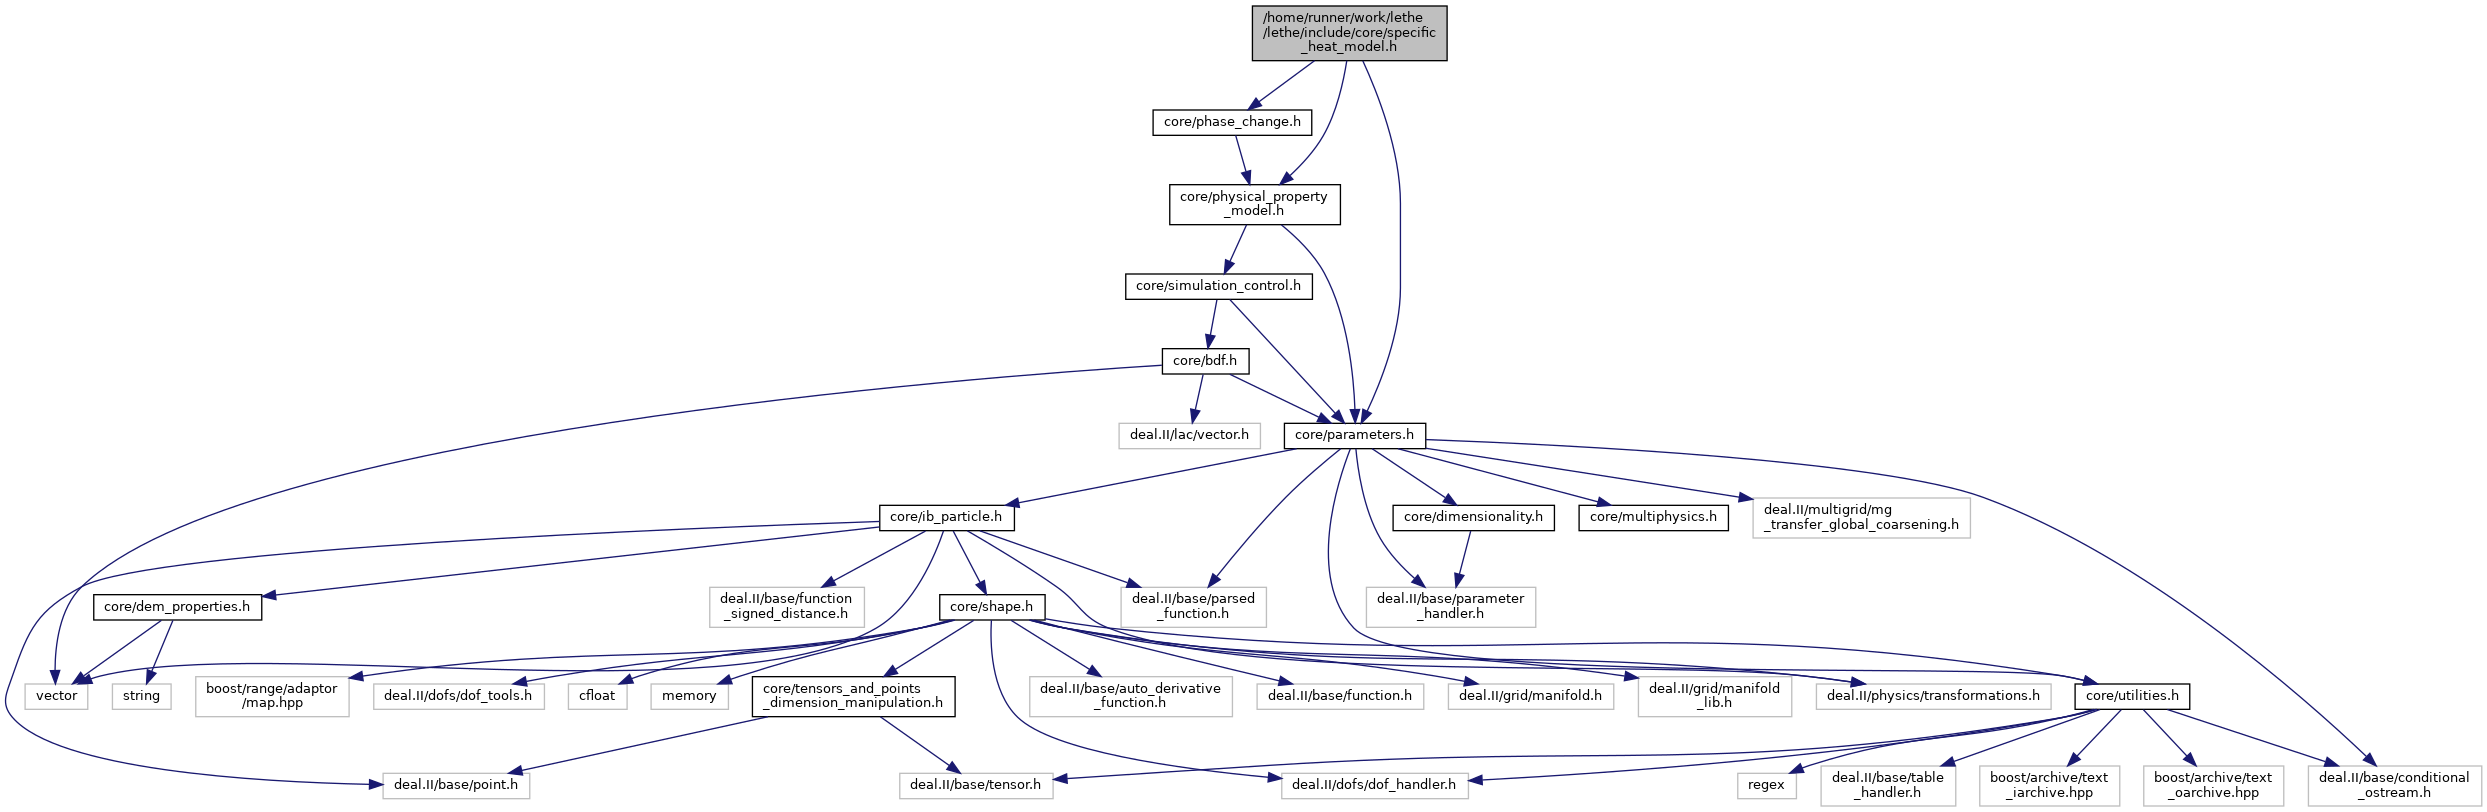 /home/runner/work/lethe
/lethe/include/core/specific
_heat_model.h
core/phase_change.h
core/physical_property
_model.h
core/simulation_control.h
core/bdf.h
deal.II/lac/vector.h
core/parameters.h
core/ib_particle.h
core/dimensionality.h
core/multiphysics.h
deal.II/multigrid/mg
_transfer_global_coarsening.h
core/dem_properties.h
deal.II/base/function
_signed_distance.h
core/shape.h
deal.II/base/parsed
_function.h
deal.II/base/parameter
_handler.h
vector
string
boost/range/adaptor
/map.hpp
deal.II/dofs/dof_tools.h
cfloat
memory
core/tensors_and_points
_dimension_manipulation.h
deal.II/base/auto_derivative
_function.h
deal.II/base/function.h
deal.II/grid/manifold.h
deal.II/grid/manifold
_lib.h
deal.II/physics/transformations.h
core/utilities.h
deal.II/base/point.h
deal.II/base/tensor.h
deal.II/dofs/dof_handler.h
regex
deal.II/base/table
_handler.h
boost/archive/text
_iarchive.hpp
boost/archive/text
_oarchive.hpp
deal.II/base/conditional
_ostream.h